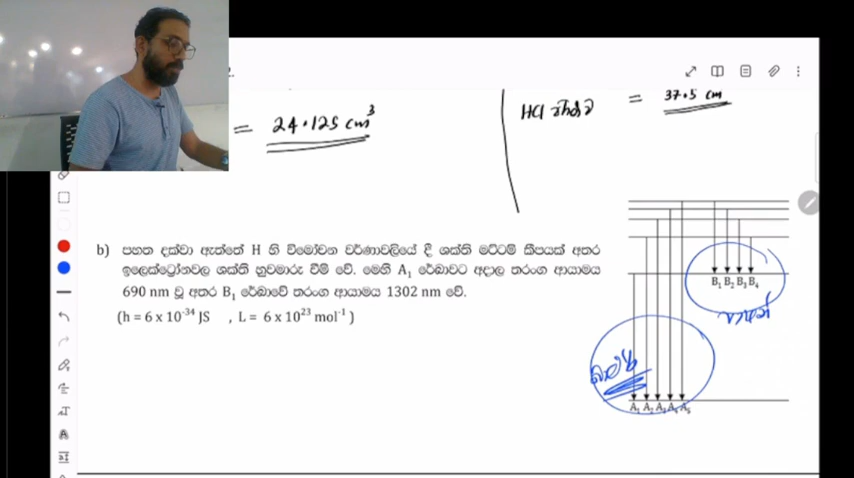 = 24.125 cm³
HCl
= 37.5 cm
b) පහත දක්වා ඇත්තේ H හි විමෝචන වර්ණාවලියේ දී ශක්ති මට්ටම් කීපයක් අතර
ඉලෙක්ට්‍රෝනවල ශක්ති හුවමාරු වීම් වේ. මෙහි A₁ රේඛාවට අදාල තරංග ආයාමය
690 nm වූ අතර B₁ රේඛාවේ තරංග ආයාමය 1302 nm වේ.
(h = 6 x 10⁻³⁴ JS , L = 6 x 10²³ mol⁻¹ )
B₁ B₂ B₃ B₄
A₁ A₂ A₃ A₄ A₅